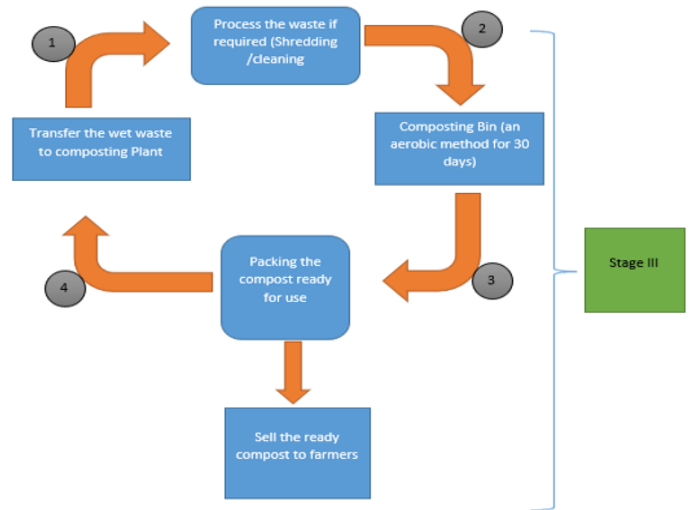 1
Process the waste if
required (Shredding
/cleaning
2
Transfer the wet waste
to composting Plant
Composting Bin (an
aerobic method for 30
days)
Packing the
compost ready
for use
4
3
Stage III
Sell the ready
compost to farmers